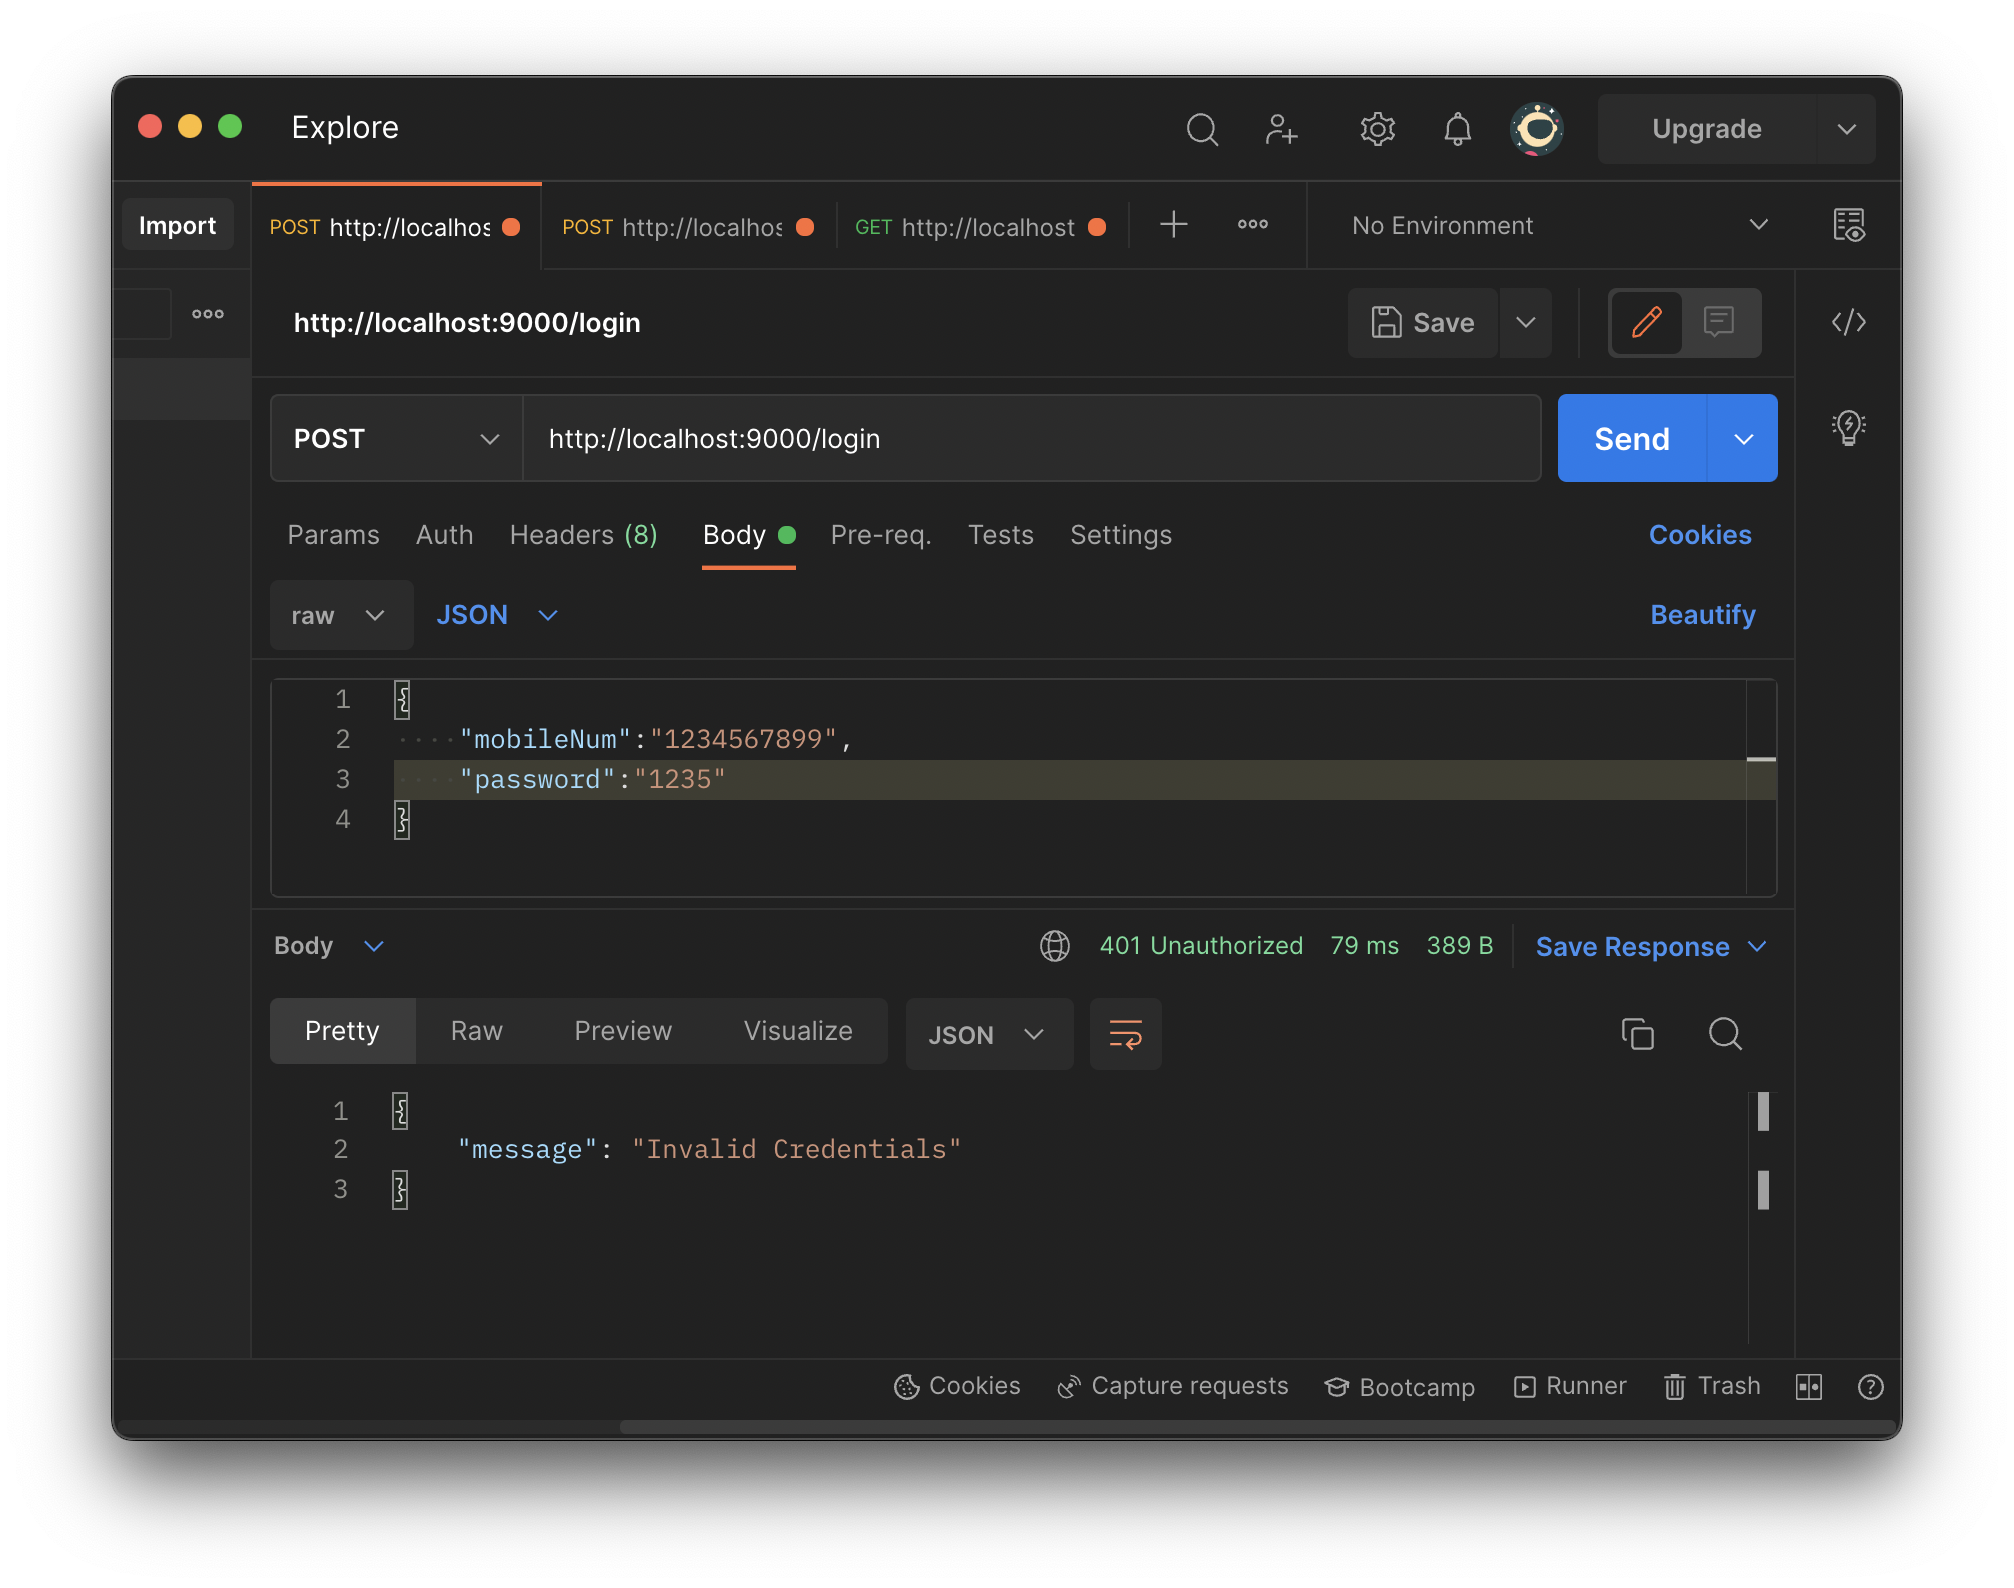 Explore
Upgrade
Import
POST http://localhos
POST http://localhos
GET http://localhost
No Environment
http://localhost:9000/login
Save
POST
http://localhost:9000/login
Send
Params Auth Headers (8) Body Pre-req. Tests Settings Cookies
raw JSON Beautify
1 {
2 "mobileNum":"1234567899",
3 "password":"1235"
4 }
Body 401 Unauthorized 79 ms 389 B Save Response
Pretty Raw Preview Visualize JSON
1 {
2 "message": "Invalid Credentials"
3 }
Cookies Capture requests Bootcamp Runner Trash